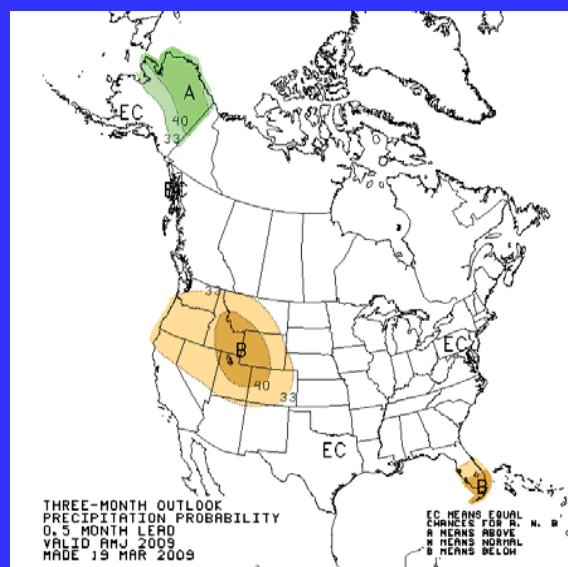 A
EC
40
33
EC
33
B
40
33
EC
EC
B
THREE-MONTH OUTLOOK
PRECIPITATION PROBABILITY
0.5 MONTH LEAD
VALID AMJ 2009
MADE 19 MAR 2009
EC MEANS EQUAL
CHANCES FOR A, N, B
A MEANS ABOVE
N MEANS NORMAL
B MEANS BELOW